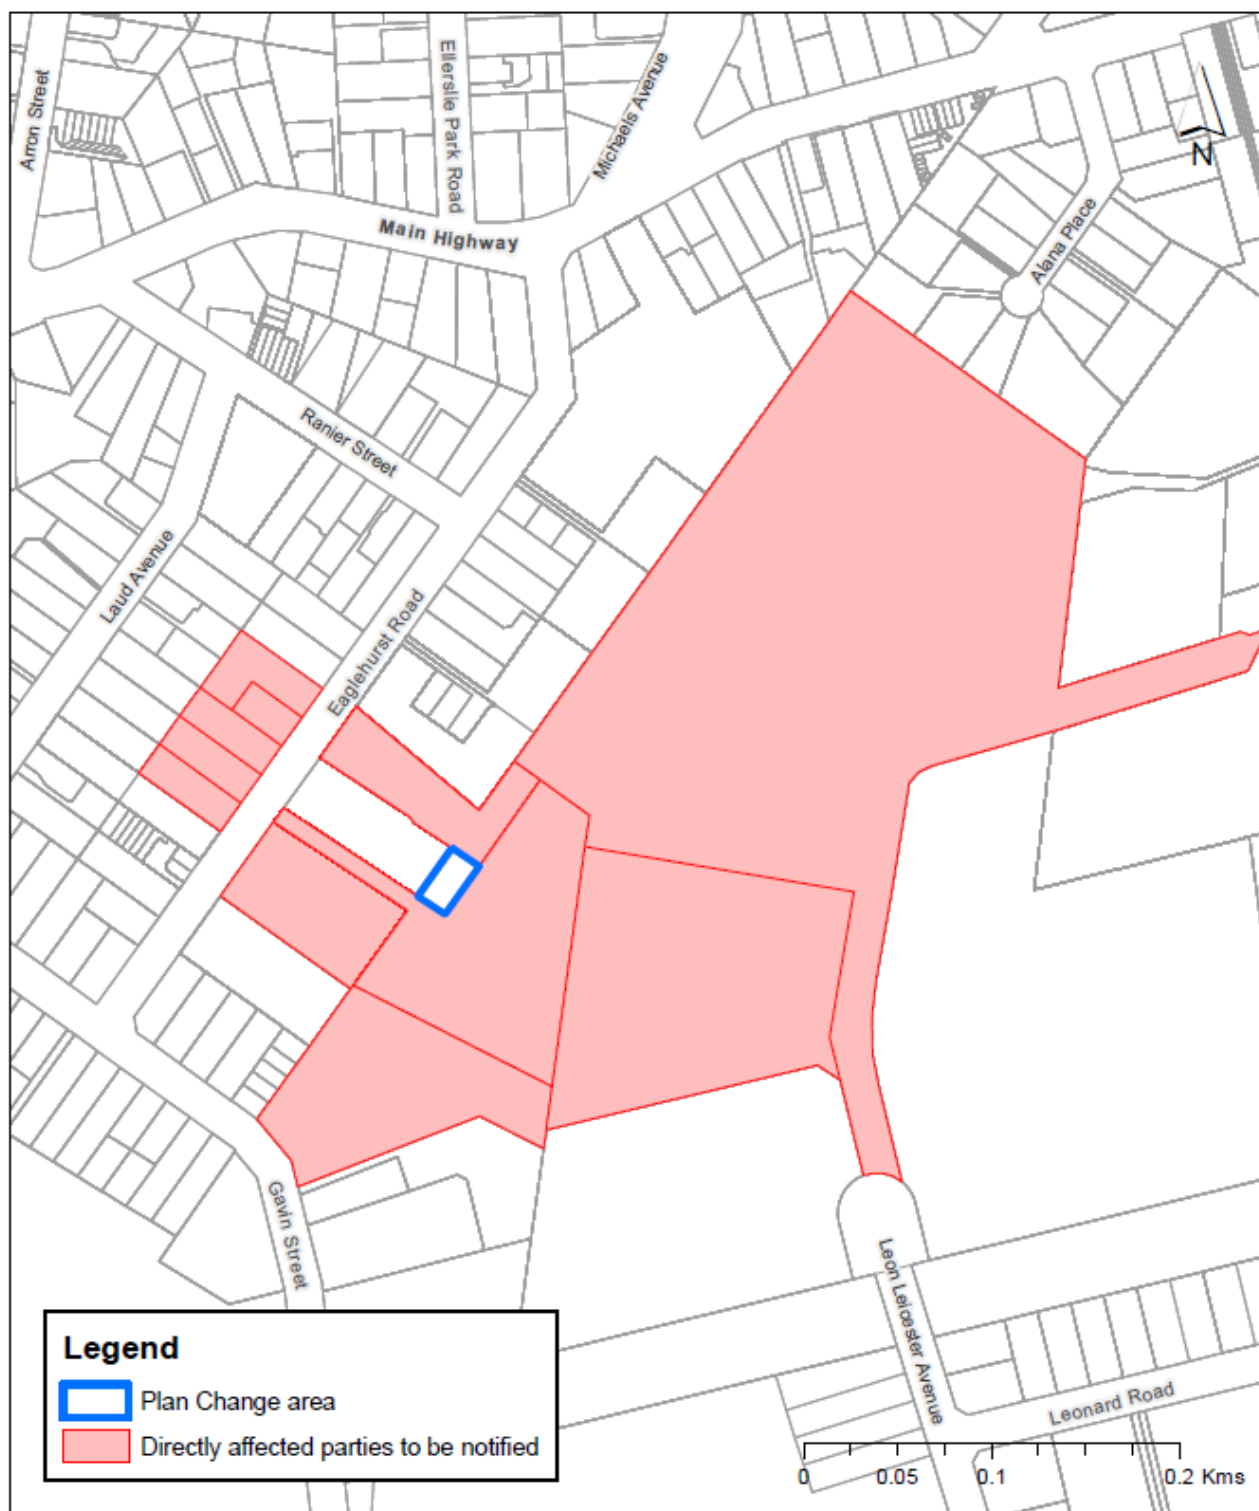 Arron Street
Ellerslie Park Road
Michaels Avenue
N
Main Highway
Alana Place
Ranier Street
Laud Avenue
Eaglehurst Road
Gavin Street
Leon Leicester Avenue
Leonard Road
Legend
Plan Change area
Directly affected parties to be notified
0 0.05 0.1 0.2 Kms